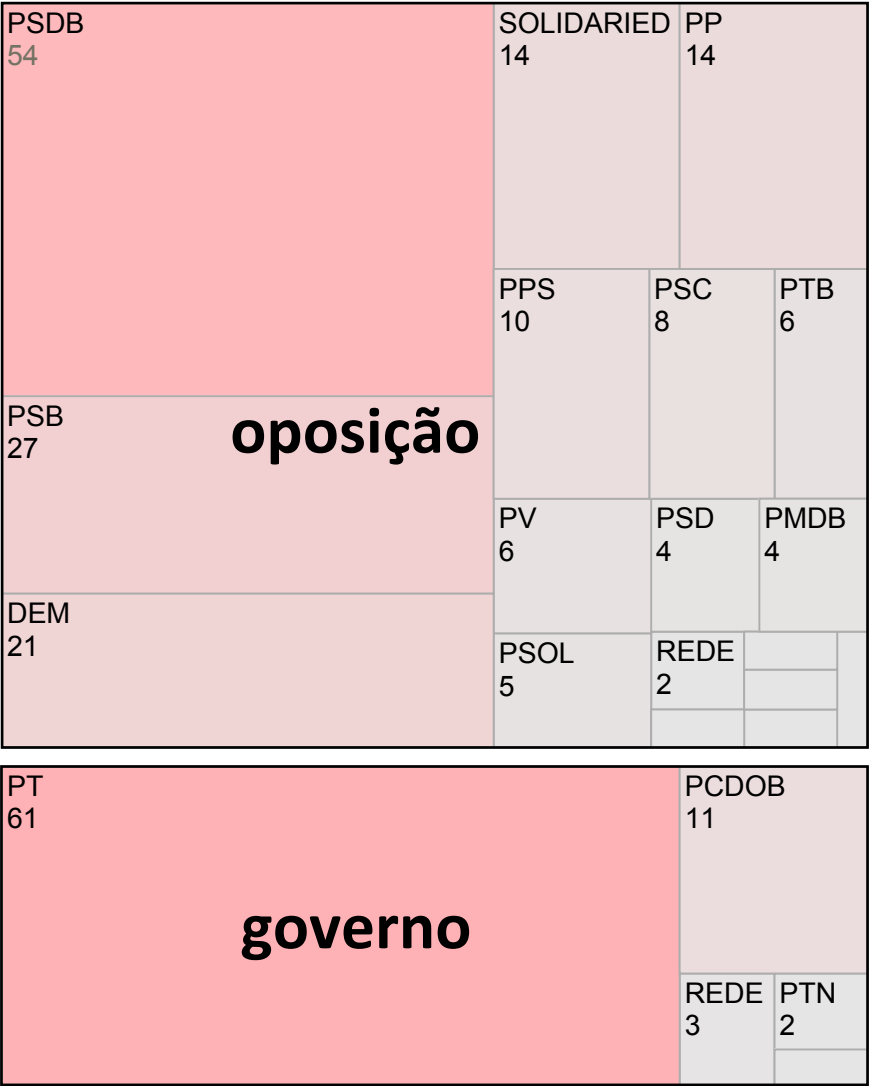 PSDB
54
SOLIDARIED
14
PP
14
PPS
10
PSC
8
PTB
6
PSB
27
oposição
PV
6
PSD
4
PMDB
4
DEM
21
PSOL
5
REDE
2
PT
61
PCDOB
11
governo
REDE
3
PTN
2